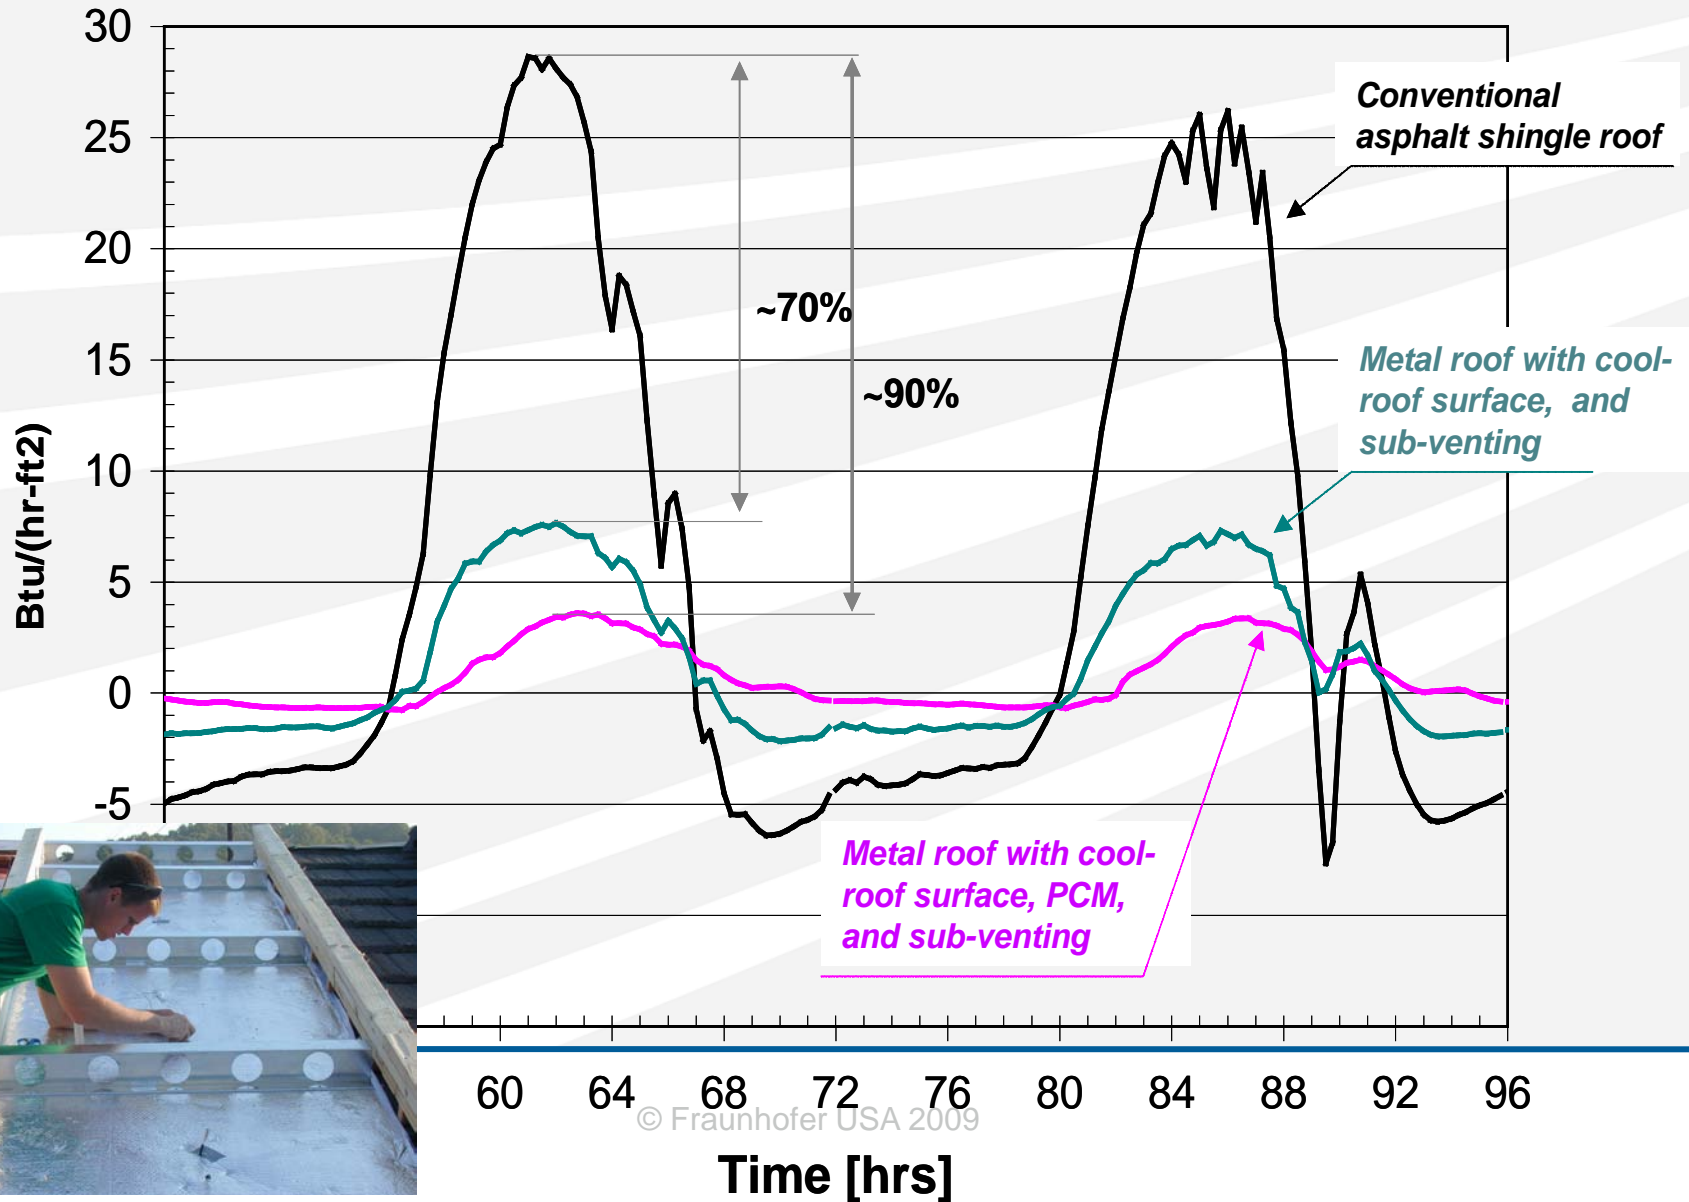 30
25
20
15
10
5
0
-5
Btu/(hr-ft2)
Conventional
asphalt shingle roof
~70%
~90%
Metal roof with cool-
roof surface, and
sub-venting
Metal roof with cool-
roof surface, PCM,
and sub-venting
60 64 68 72 76 80 84 88 92 96
© Fraunhofer USA 2009
Time [hrs]